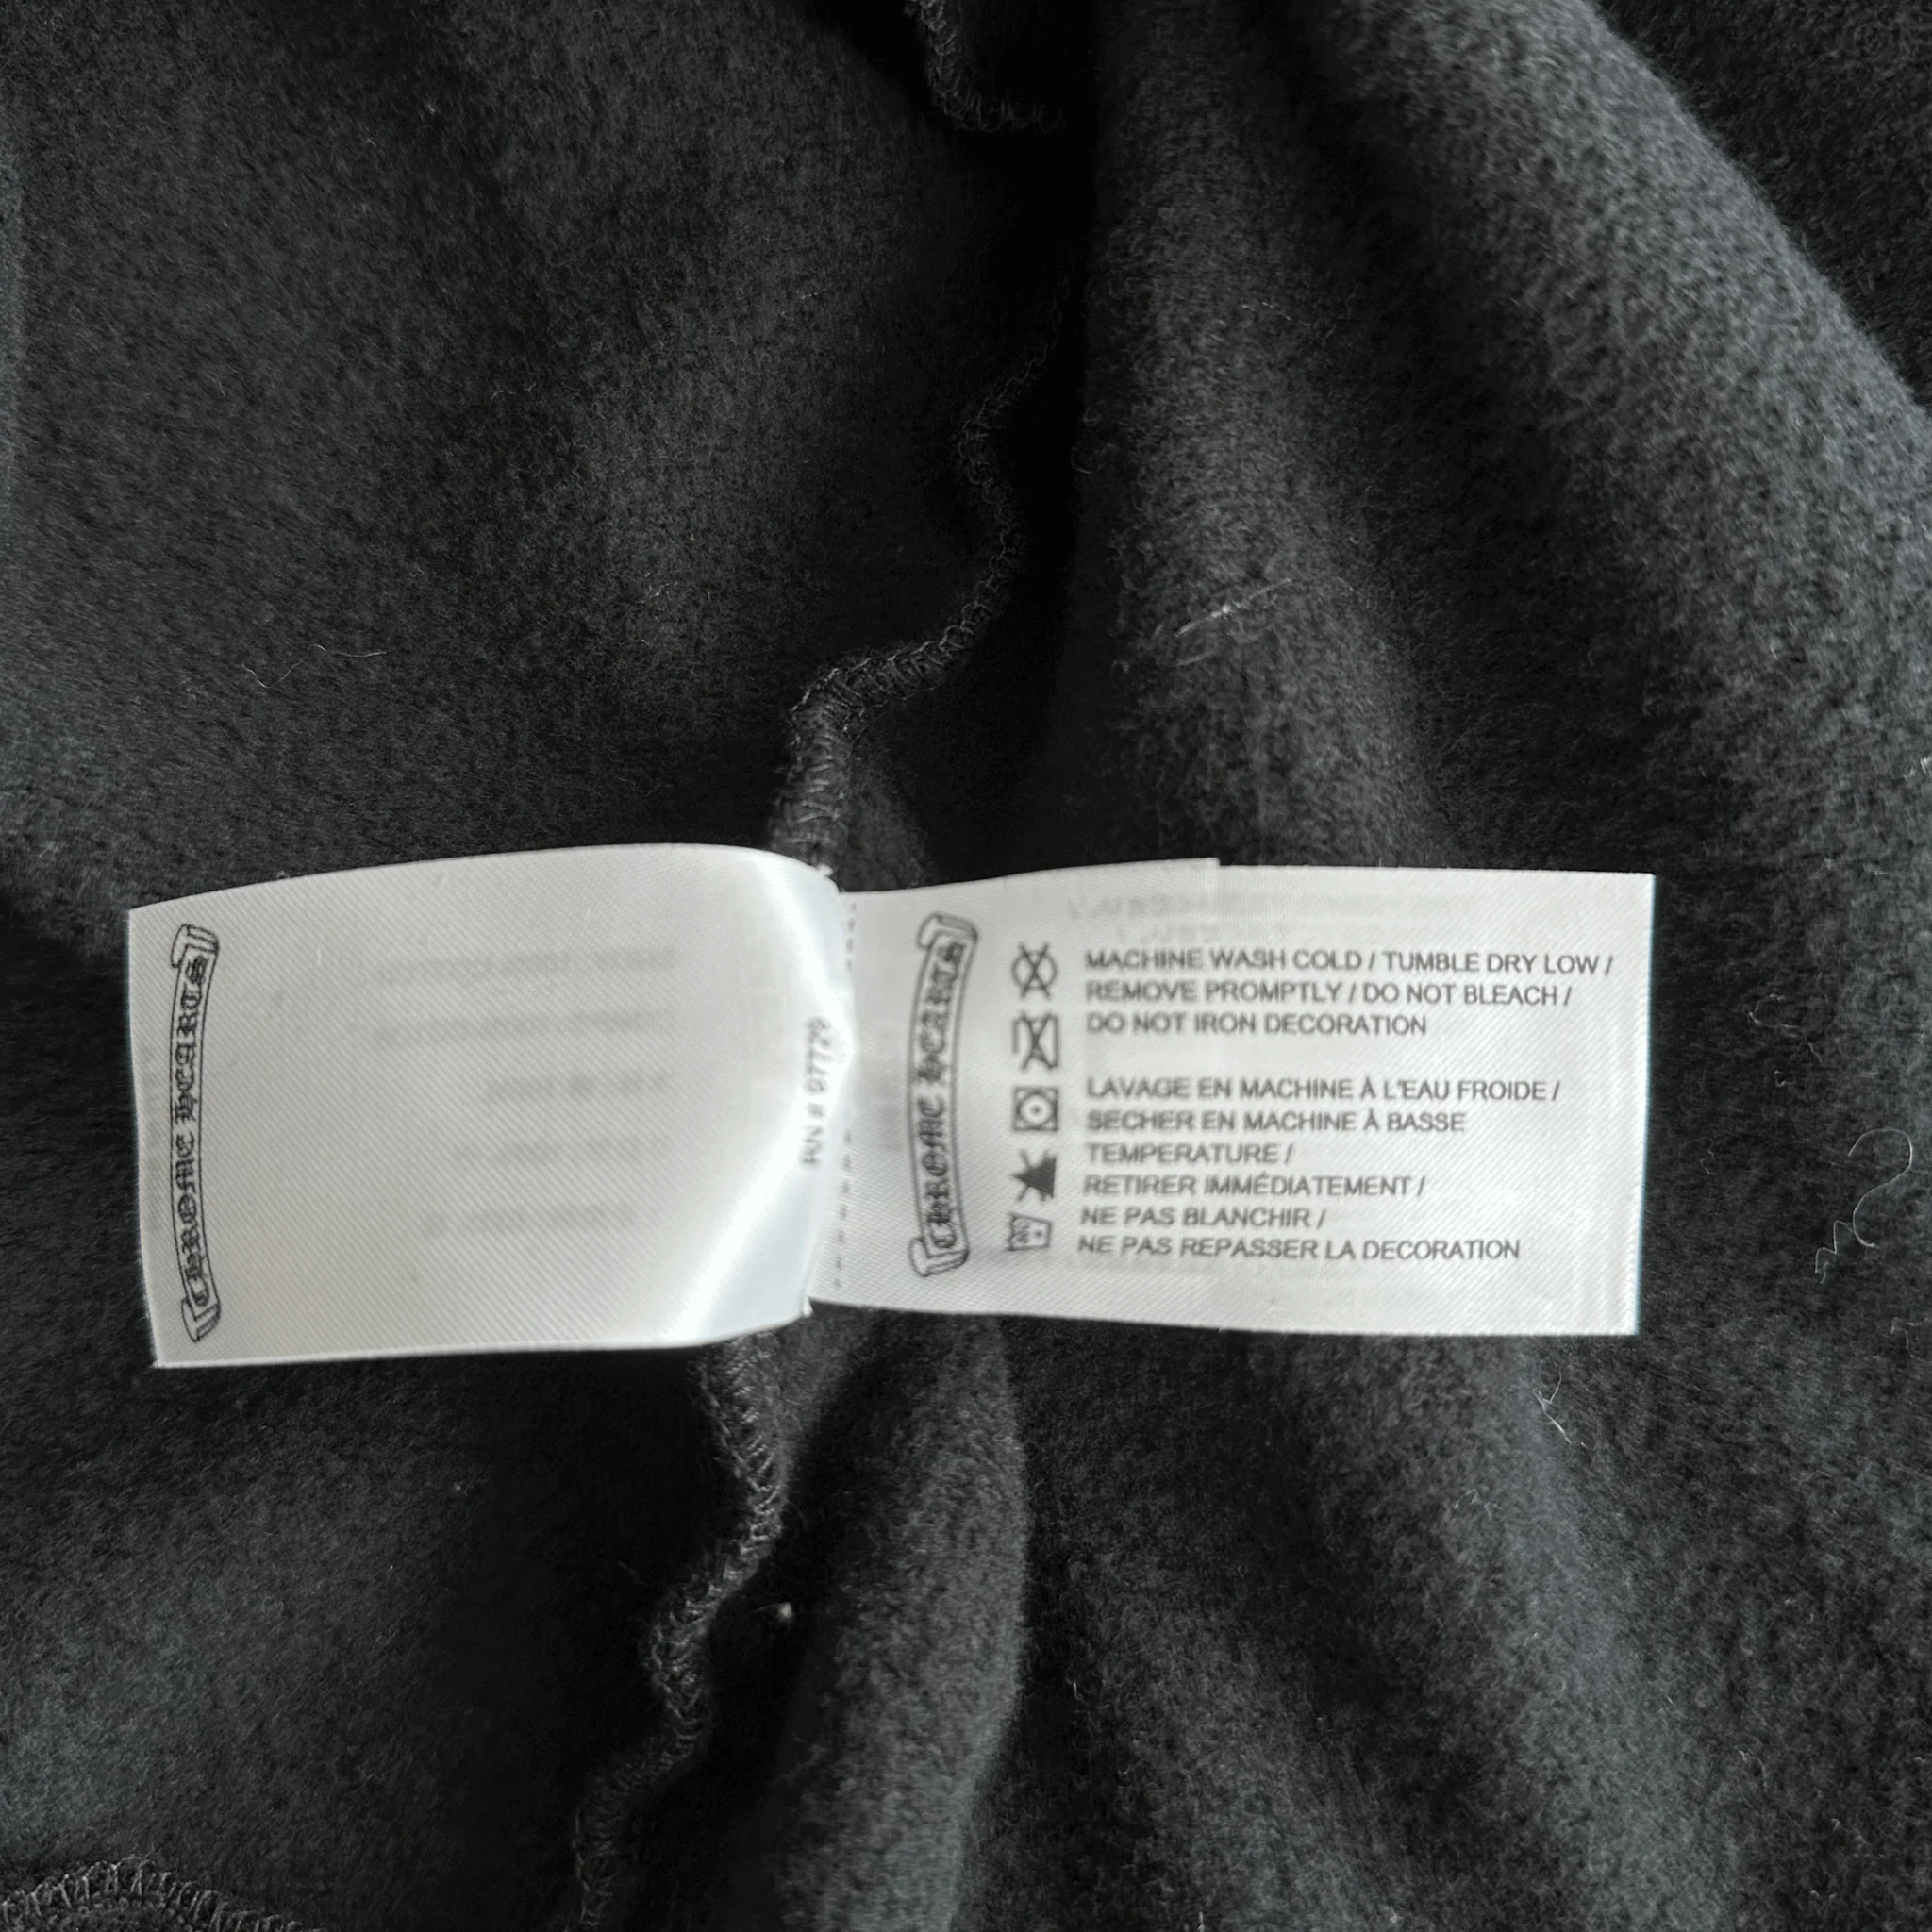 CHROME HEARTS
RN # 97729
CHROME HEARTS
MACHINE WASH COLD / TUMBLE DRY LOW /
REMOVE PROMPTLY / DO NOT BLEACH /
DO NOT IRON DECORATION
LAVAGE EN MACHINE À L'EAU FROIDE /
SECHER EN MACHINE À BASSE
TEMPERATURE /
RETIRER IMMÉDIATEMENT /
NE PAS BLANCHIR /
NE PAS REPASSER LA DECORATION